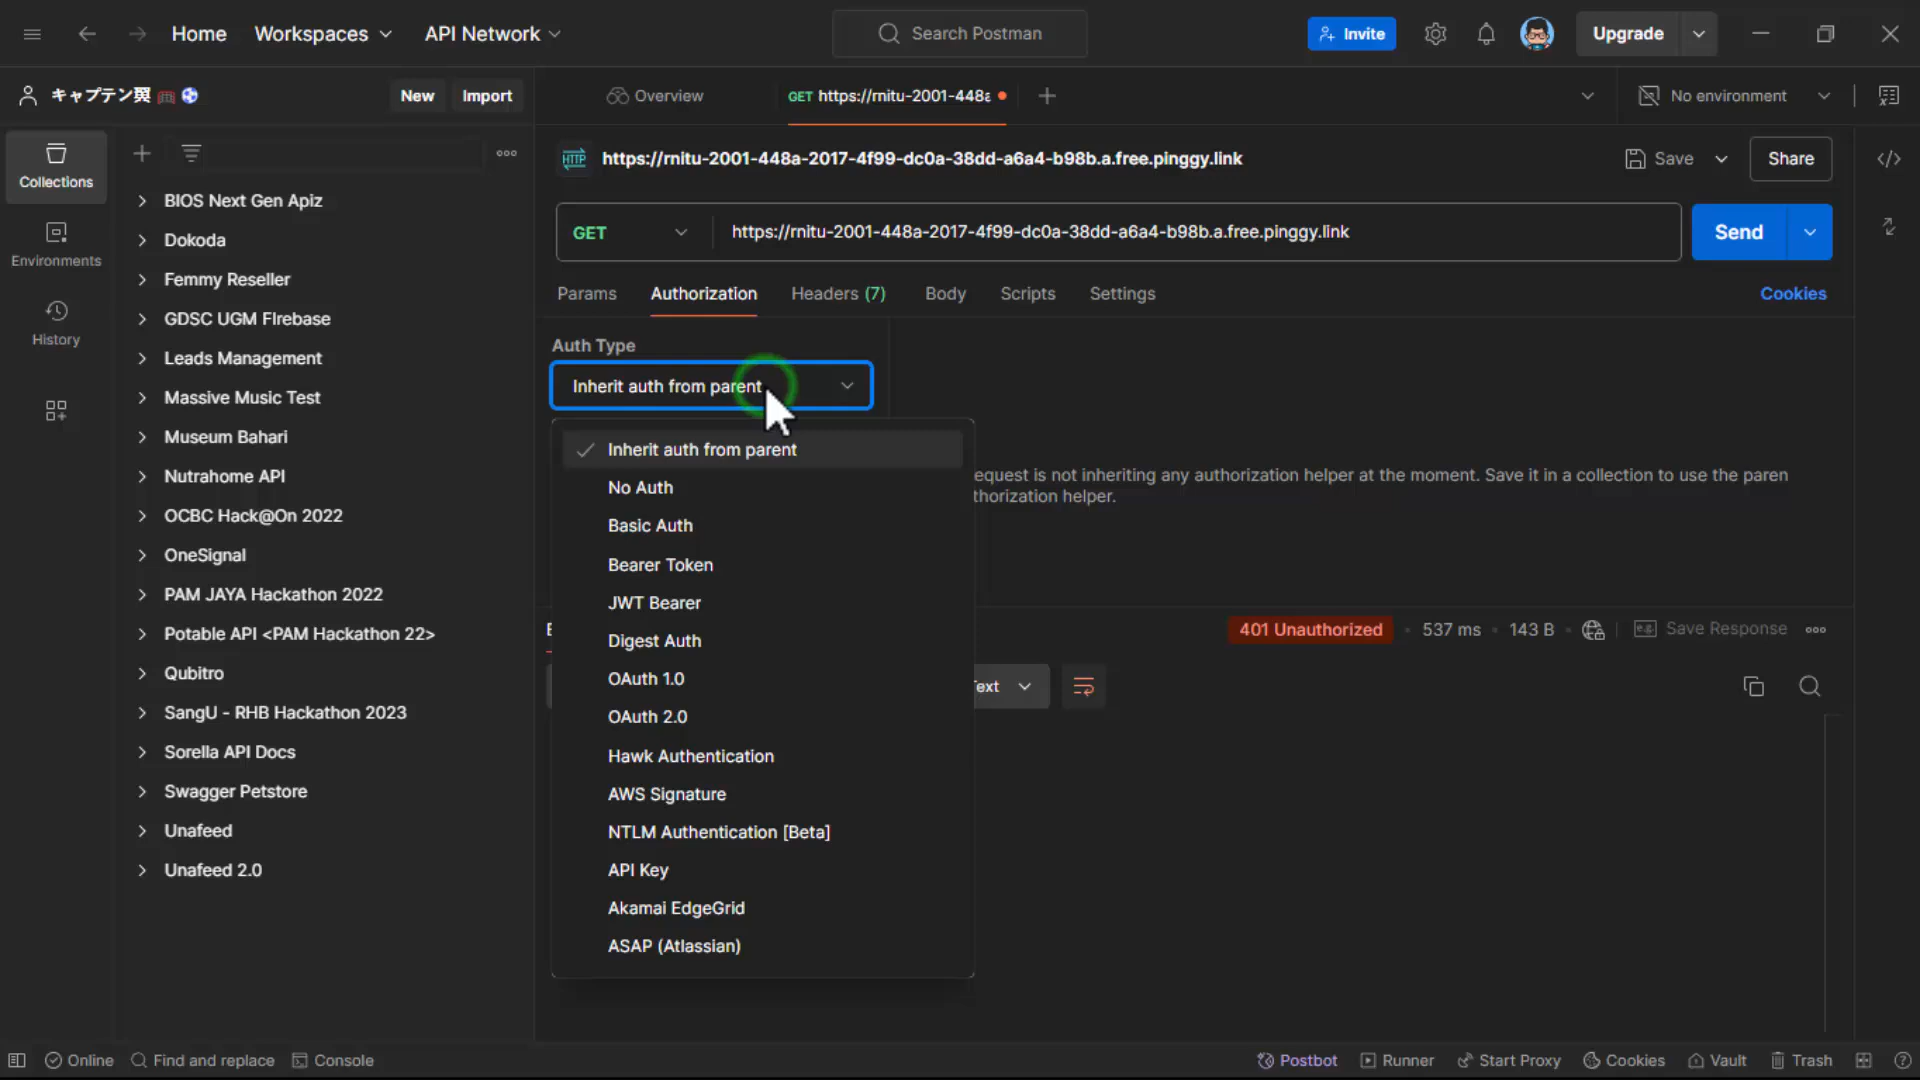 Home Workspaces API Network Search Postman Invite Upgrade
キャプテン翼 New Import Overview GET https://rnitu-2001-448a No environment
Collections
Environments
History
BIOS Next Gen Apiz
Dokoda
Femmy Reseller
GDSC UGM FIrebase
Leads Management
Massive Music Test
Museum Bahari
Nutrahome API
OCBC Hack@On 2022
OneSignal
PAM JAYA Hackathon 2022
Potable API <PAM Hackathon 22>
Qubitro
SangU - RHB Hackathon 2023
Sorella API Docs
Swagger Petstore
Unafeed
Unafeed 2.0
HTTP https://rnitu-2001-448a-2017-4f99-dc0a-38dd-a6a4-b98b.a.free.pinggy.link Save Share
GET https://rnitu-2001-448a-2017-4f99-dc0a-38dd-a6a4-b98b.a.free.pinggy.link Send
Params Authorization Headers (7) Body Scripts Settings Cookies
Auth Type
Inherit auth from parent
Inherit auth from parent
No Auth
Basic Auth
Bearer Token
JWT Bearer
Digest Auth
OAuth 1.0
OAuth 2.0
Hawk Authentication
AWS Signature
NTLM Authentication [Beta]
API Key
Akamai EdgeGrid
ASAP (Atlassian)
equest is not inheriting any authorization helper at the moment. Save it in a collection to use the paren
thorization helper.
401 Unauthorized 537 ms 143 B e.g. Save Response
ext
Online Find and replace Console Postbot Runner Start Proxy Cookies Vault Trash